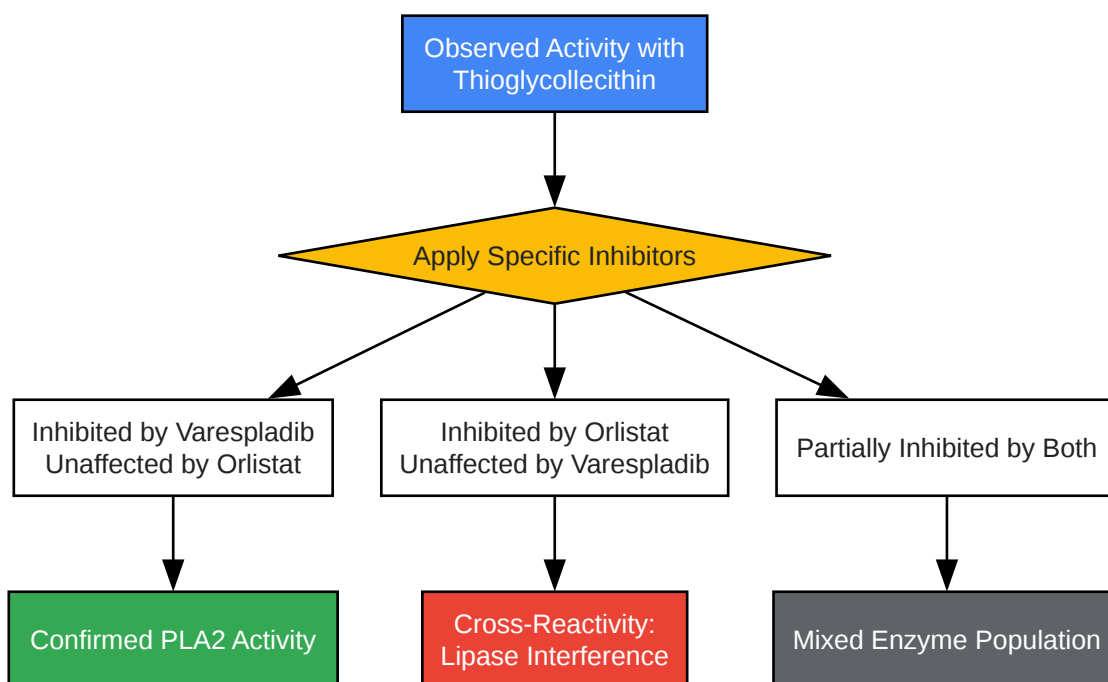 Observed Activity with
Thioglycollecithin
Apply Specific Inhibitors
Inhibited by Varespladib
Unaffected by Orlistat
Inhibited by Orlistat
Unaffected by Varespladib
Partially Inhibited by Both
Confirmed PLA2 Activity
Cross-Reactivity:
Lipase Interference
Mixed Enzyme Population